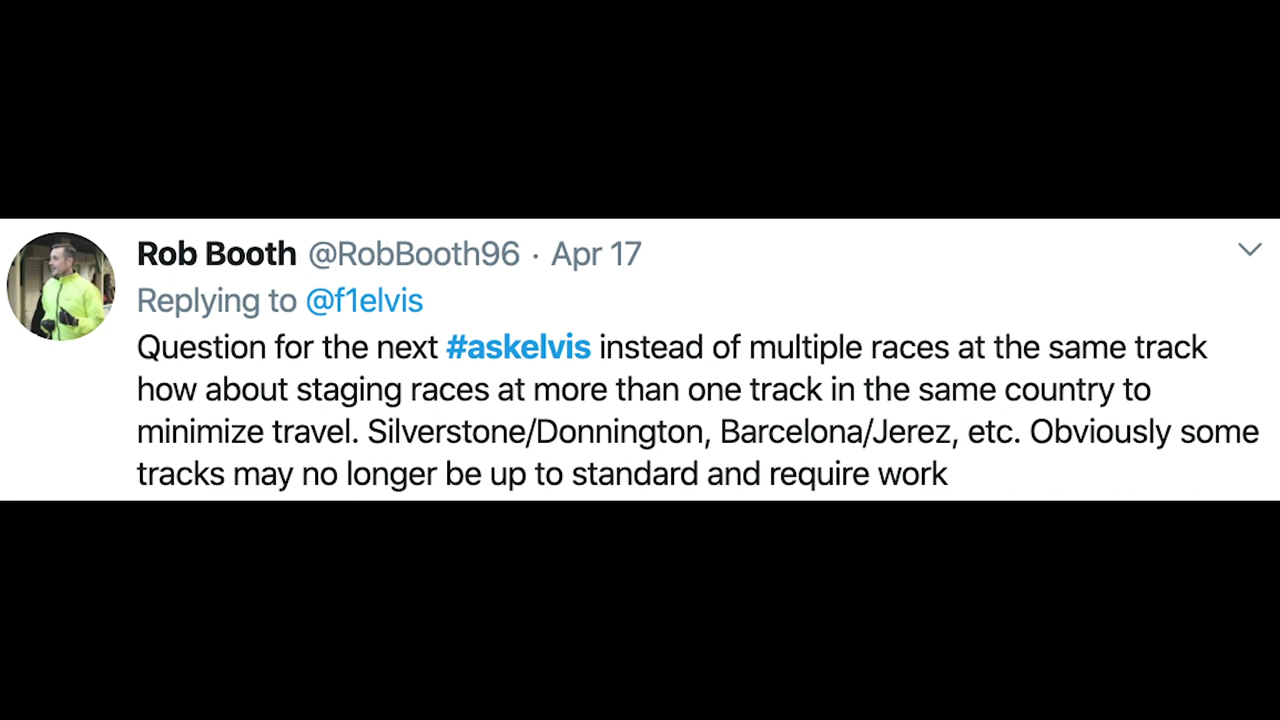 Rob Booth @RobBooth96 · Apr 17
Replying to @f1elvis
Question for the next #askelvis instead of multiple races at the same track
how about staging races at more than one track in the same country to
minimize travel. Silverstone/Donnington, Barcelona/Jerez, etc. Obviously some
tracks may no longer be up to standard and require work